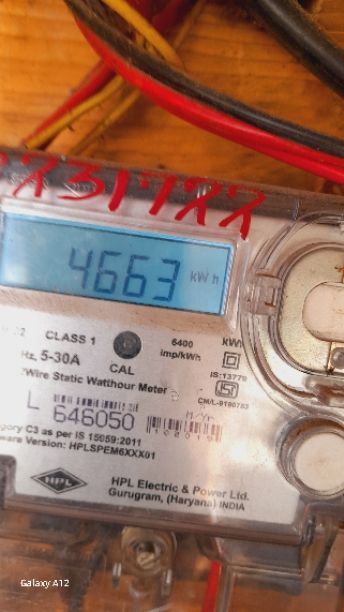 4663 kWh
CLASS 1
6400 imp/kWh
Hz, 5-30A
CAL
IS:13779
CM/L-9190783
Wire Static Watthour Meter
L 646050
M/Yr.
gory C3 as per IS 15059:2011
ware Version: HPLSPEM6XXX01
HPL
HPL Electric & Power Ltd.
Gurugram, (Haryana) INDIA
Galaxy A12